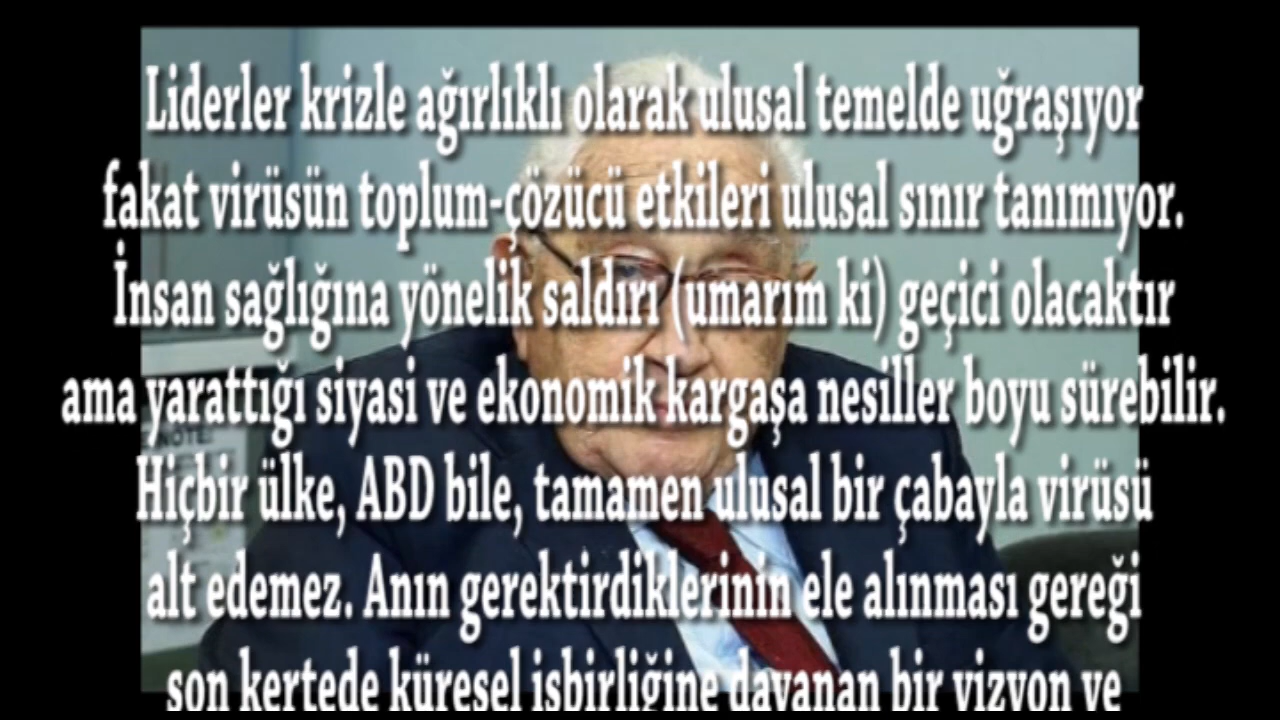 Liderler krizle ağırlıklı olarak ulusal temelde uğraşıyor
fakat virüsün toplum-çözücü etkileri ulusal sınır tanımıyor.
İnsan sağlığına yönelik saldırı (umarım ki) geçici olacaktır
ama yarattığı siyasi ve ekonomik kargaşa nesiller boyu sürebilir.
Hiçbir ülke, ABD bile, tamamen ulusal bir çabayla virüsü
alt edemez. Anın gerektirdiklerinin ele alınması gereği
son kertede küresel işbirliğine dayanan bir vizyon ve